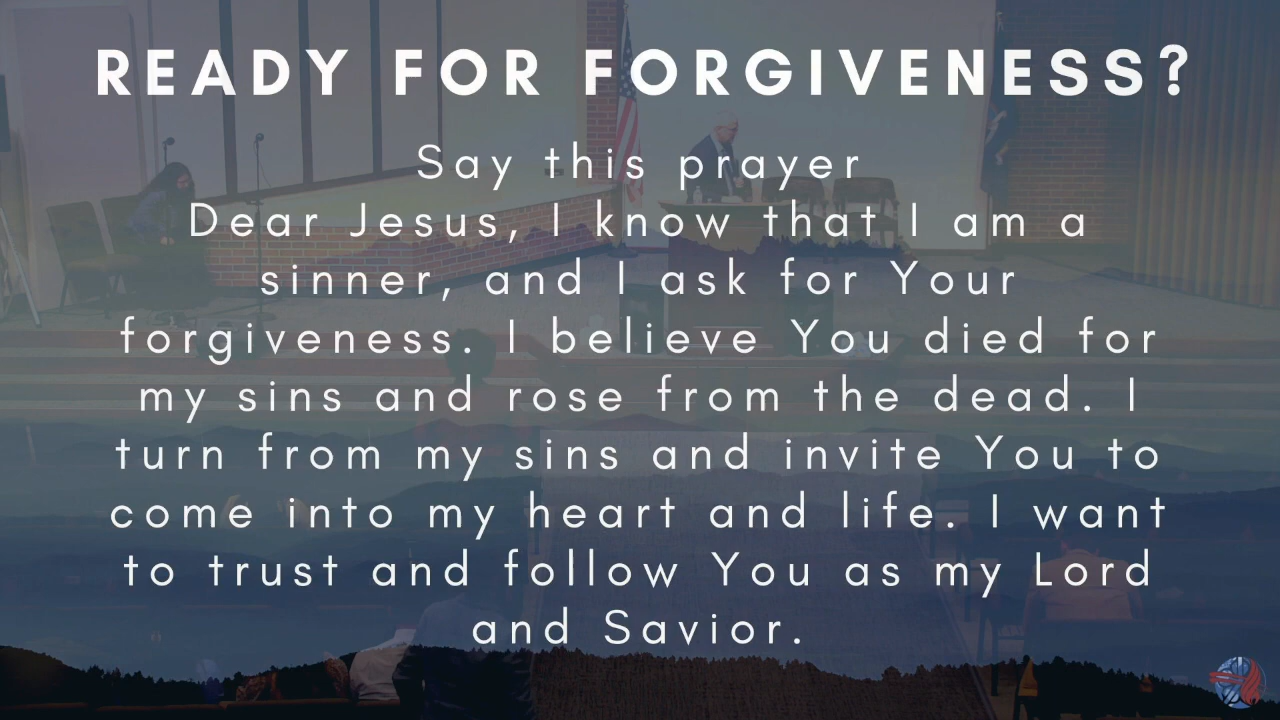 READY FOR FORGIVENESS?
Say this prayer
Dear Jesus, I know that I am a
sinner, and I ask for Your
forgiveness. I believe You died for
my sins and rose from the dead. I
turn from my sins and invite You to
come into my heart and life. I want
to trust and follow You as my Lord
and Savior.